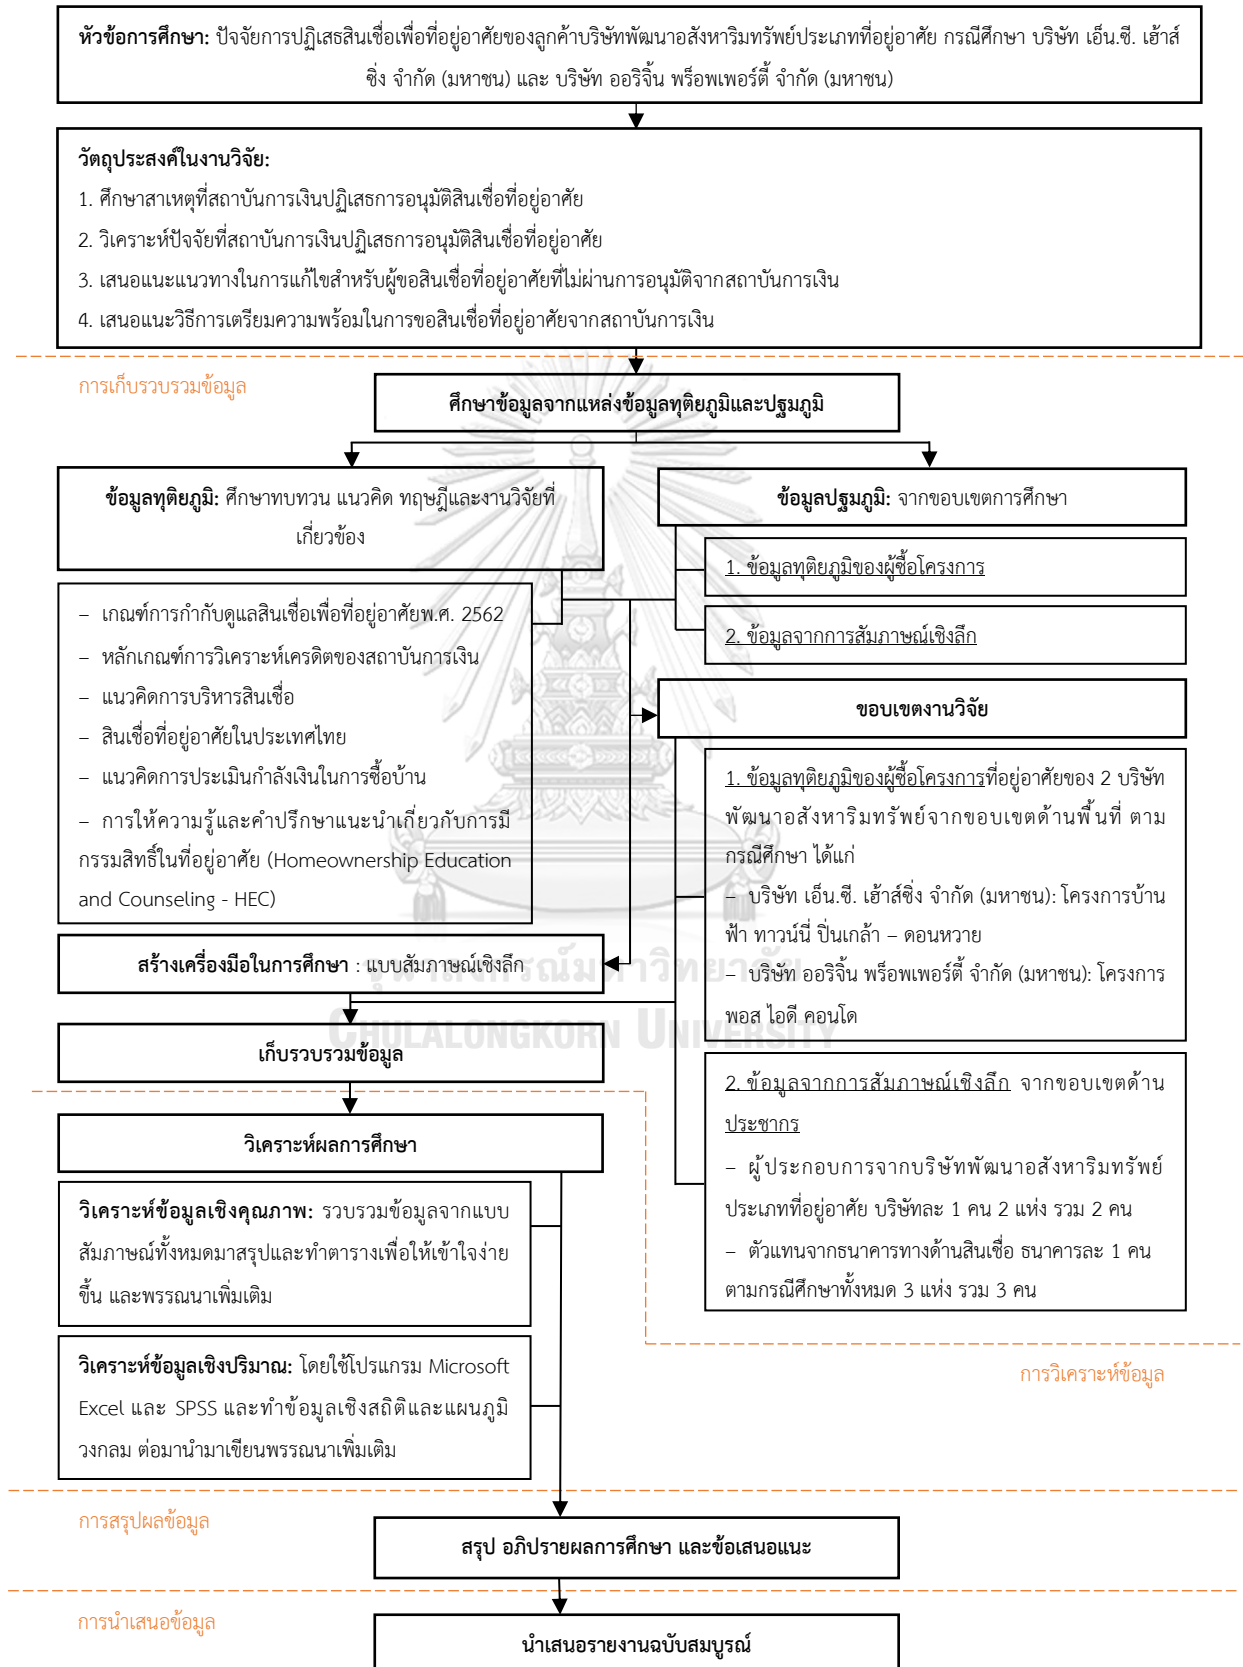 หัวข้อการศึกษา: ปัจจัยการปฏิเสธสินเชื่อเพื่อที่อยู่อาศัยของลูกค้าบริษัทพัฒนาอสังหาริมทรัพย์ประเภทที่อยู่อาศัย กรณีศึกษา บริษัท เอ็น.ซี. เฮ้าส์
ซิ่ง จำกัด (มหาชน) และ บริษัท ออริจิ้น พร็อพเพอร์ตี้ จำกัด (มหาชน)
วัตถุประสงค์ในงานวิจัย:
1. ศึกษาสาเหตุที่สถาบันการเงินปฏิเสธการอนุมัติสินเชื่อที่อยู่อาศัย
2. วิเคราะห์ปัจจัยที่สถาบันการเงินปฏิเสธการอนุมัติสินเชื่อที่อยู่อาศัย
3. เสนอแนะแนวทางในการแก้ไขสำหรับผู้ขอสินเชื่อที่อยู่อาศัยที่ไม่ผ่านการอนุมัติจากสถาบันการเงิน
4. เสนอแนะวิธีการเตรียมความพร้อมในการขอสินเชื่อที่อยู่อาศัยจากสถาบันการเงิน
การเก็บรวบรวมข้อมูล
ศึกษาข้อมูลจากแหล่งข้อมูลทุติยภูมิและปฐมภูมิ
ข้อมูลทุติยภูมิ: ศึกษาทบทวน แนวคิด ทฤษฎีและงานวิจัยที่
เกี่ยวข้อง
– เกณฑ์การกำกับดูแลสินเชื่อเพื่อที่อยู่อาศัยพ.ศ. 2562
– หลักเกณฑ์การวิเคราะห์เครดิตของสถาบันการเงิน
– แนวคิดการบริหารสินเชื่อ
– สินเชื่อที่อยู่อาศัยในประเทศไทย
– แนวคิดการประเมินกำลังเงินในการซื้อบ้าน
– การให้ความรู้และคำปรึกษาแนะนำเกี่ยวกับการมี
กรรมสิทธิ์ในที่อยู่อาศัย (Homeownership Education
and Counseling - HEC)
ข้อมูลปฐมภูมิ: จากขอบเขตการศึกษา
1. ข้อมูลทุติยภูมิของผู้ซื้อโครงการ
2. ข้อมูลจากการสัมภาษณ์เชิงลึก
ขอบเขตงานวิจัย
1. ข้อมูลทุติยภูมิของผู้ซื้อโครงการที่อยู่อาศัยของ 2 บริษัท
พัฒนาอสังหาริมทรัพย์จากขอบเขตด้านพื้นที่ ตาม
กรณีศึกษา ได้แก่
– บริษัท เอ็น.ซี. เฮ้าส์ซิ่ง จำกัด (มหาชน): โครงการบ้าน
ฟ้า ทาวน์นี่ ปิ่นเกล้า – ดอนหวาย
– บริษัท ออริจิ้น พร็อพเพอร์ตี้ จำกัด (มหาชน): โครงการ
พอส ไอดี คอนโด
2. ข้อมูลจากการสัมภาษณ์เชิงลึก จากขอบเขตด้าน
ประชากร
– ผู้ประกอบการจากบริษัทพัฒนาอสังหาริมทรัพย์
ประเภทที่อยู่อาศัย บริษัทละ 1 คน 2 แห่ง รวม 2 คน
– ตัวแทนจากธนาคารทางด้านสินเชื่อ ธนาคารละ 1 คน
ตามกรณีศึกษาทั้งหมด 3 แห่ง รวม 3 คน
สร้างเครื่องมือในการศึกษา : แบบสัมภาษณ์เชิงลึก
จุฬาลงกรณ์มหาวิทยาลัย
CHULALONGKORN UNIVERSITY
เก็บรวบรวมข้อมูล
วิเคราะห์ผลการศึกษา
วิเคราะห์ข้อมูลเชิงคุณภาพ: รวบรวมข้อมูลจากแบบ
สัมภาษณ์ทั้งหมดมาสรุปและทำตารางเพื่อให้เข้าใจง่าย
ขึ้น และพรรณนาเพิ่มเติม
วิเคราะห์ข้อมูลเชิงปริมาณ: โดยใช้โปรแกรม Microsoft
Excel และ SPSS และทำข้อมูลเชิงสถิติและแผนภูมิ
วงกลม ต่อมานำมาเขียนพรรณนาเพิ่มเติม
การวิเคราะห์ข้อมูล
การสรุปผลข้อมูล
สรุป อภิปรายผลการศึกษา และข้อเสนอแนะ
การนำเสนอข้อมูล
นำเสนอรายงานฉบับสมบูรณ์